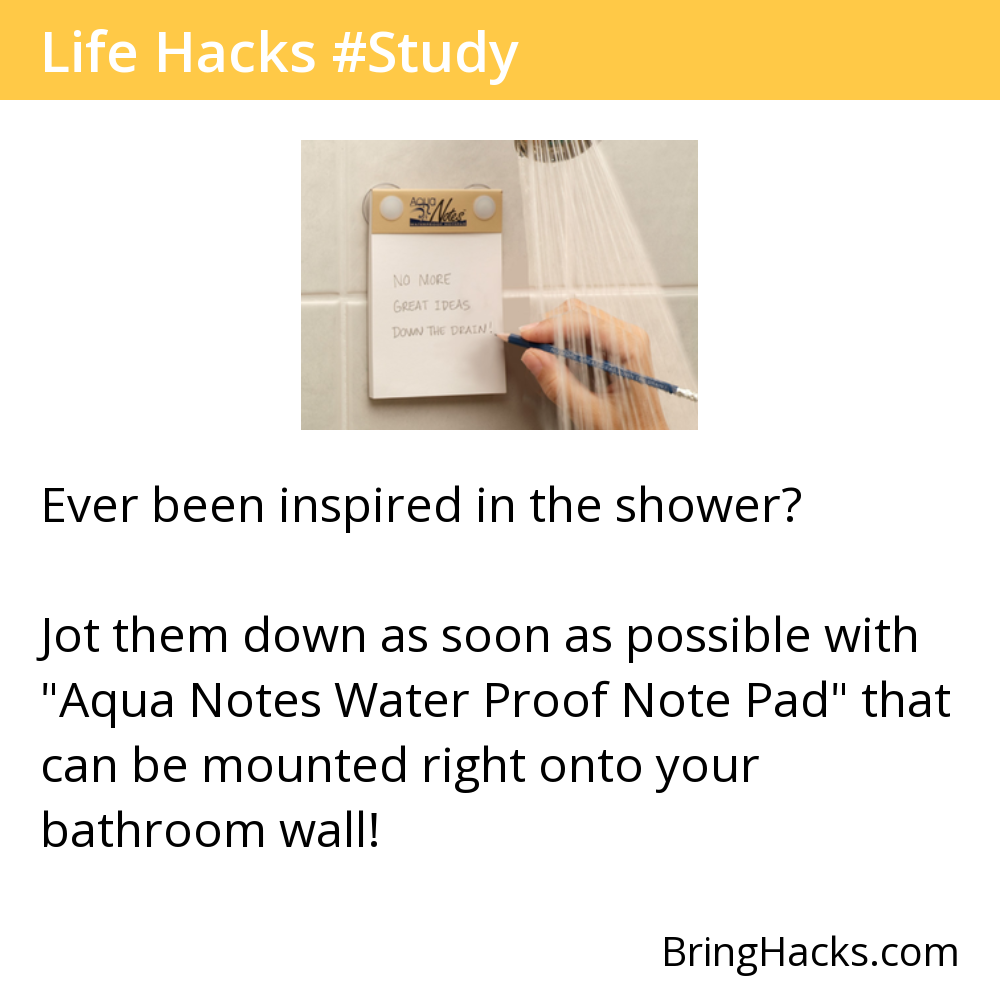 Life Hacks #Study
Aqua
Notes
NO MORE
GREAT IDEAS
DOWN THE DRAIN!
Ever been inspired in the shower?
Jot them down as soon as possible with
"Aqua Notes Water Proof Note Pad" that
can be mounted right onto your
bathroom wall!
BringHacks.com